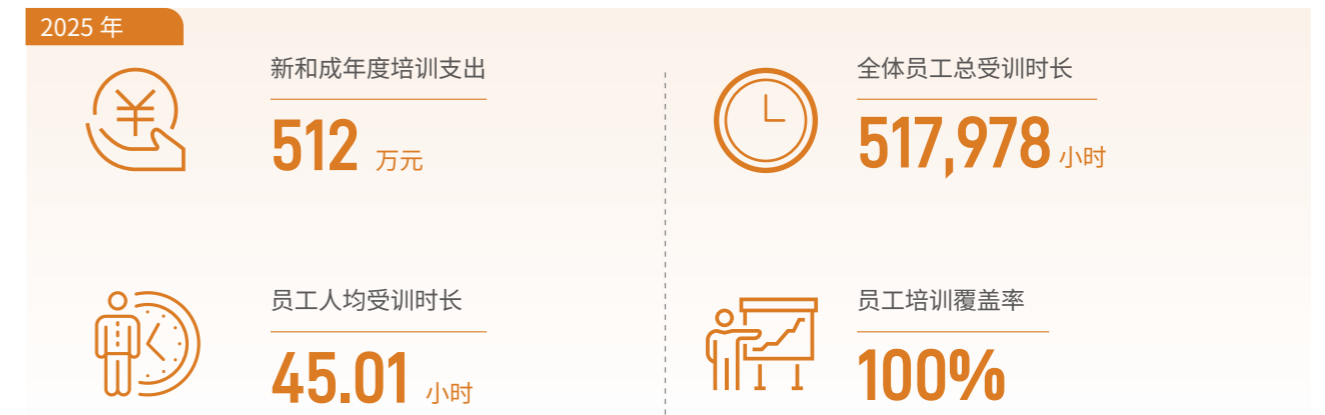 2025 年
新和成年度培训支出
512 万元
全体员工总受训时长
517,978 小时
员工人均受训时长
45.01 小时
员工培训覆盖率
100%